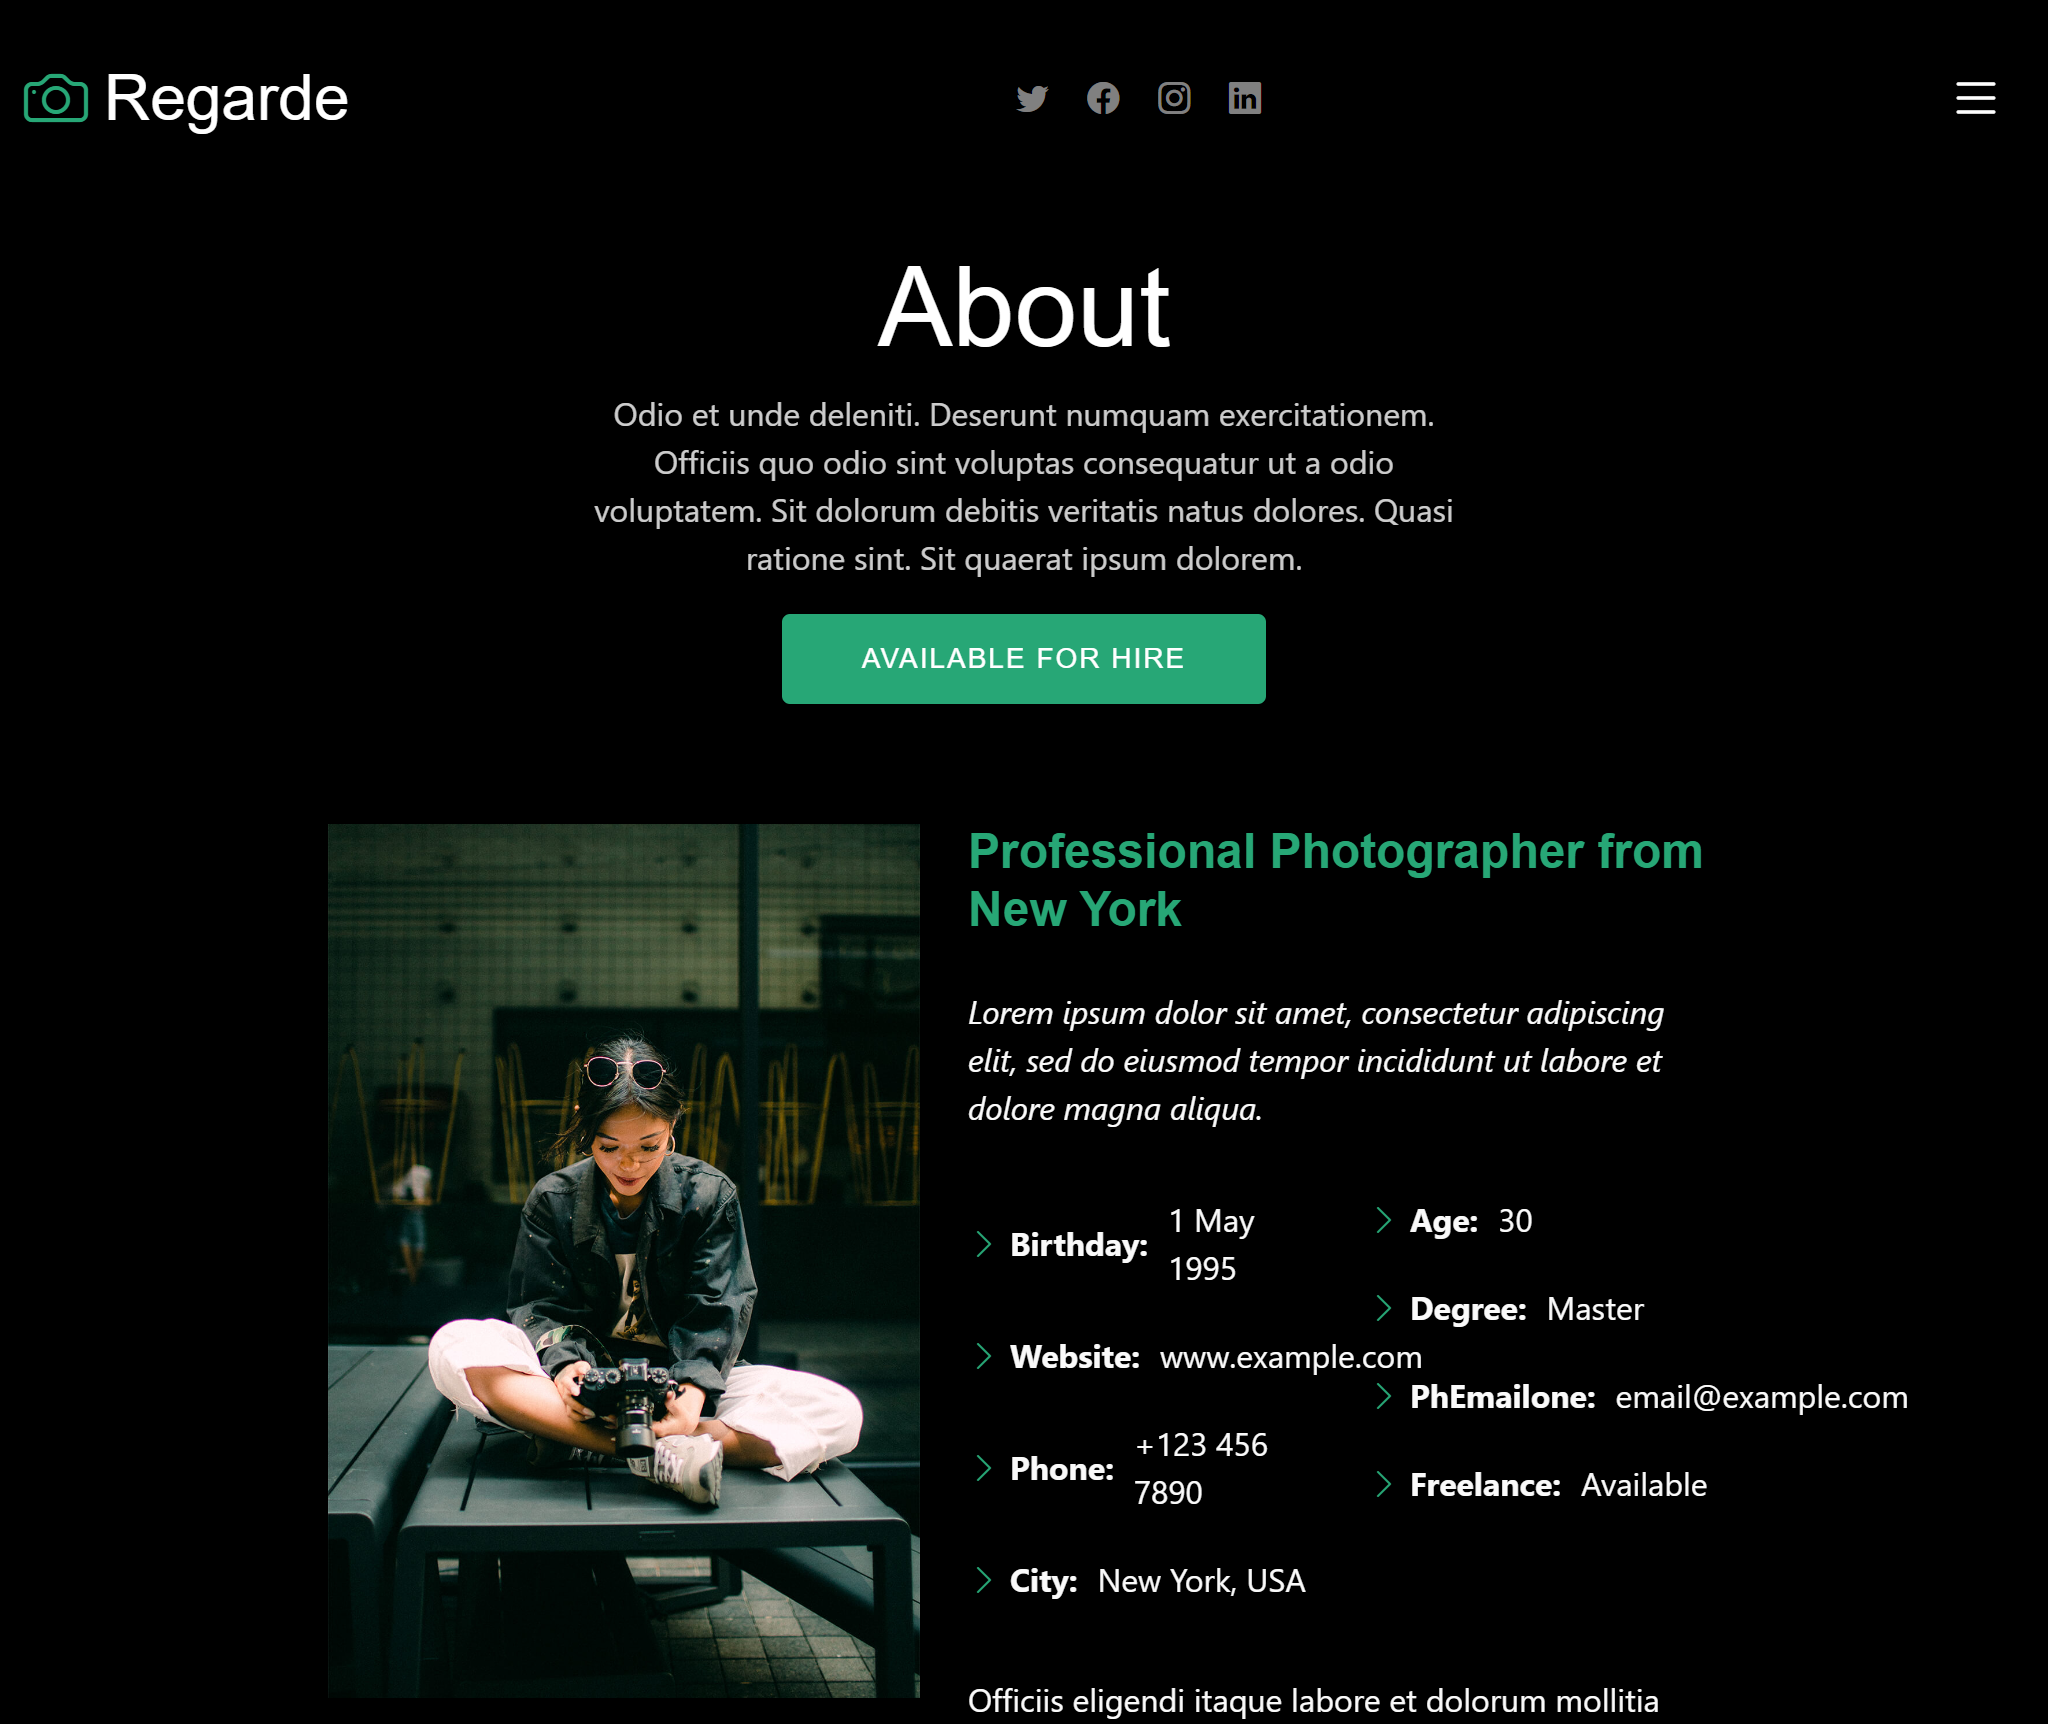 Regarde
About
Odio et unde deleniti. Deserunt numquam exercitationem.
Officiis quo odio sint voluptas consequatur ut a odio
voluptatem. Sit dolorum debitis veritatis natus dolores. Quasi
ratione sint. Sit quaerat ipsum dolorem.
AVAILABLE FOR HIRE
Professional Photographer from
New York
Lorem ipsum dolor sit amet, consectetur adipiscing
elit, sed do eiusmod tempor incididunt ut labore et
dolore magna aliqua.
Birthday: 1 May
1995
Website: www.example.com
Phone: +123 456
7890
City: New York, USA
Age: 30
Degree: Master
PhEmailone: email@example.com
Freelance: Available
Officiis eligendi itaque labore et dolorum mollitia